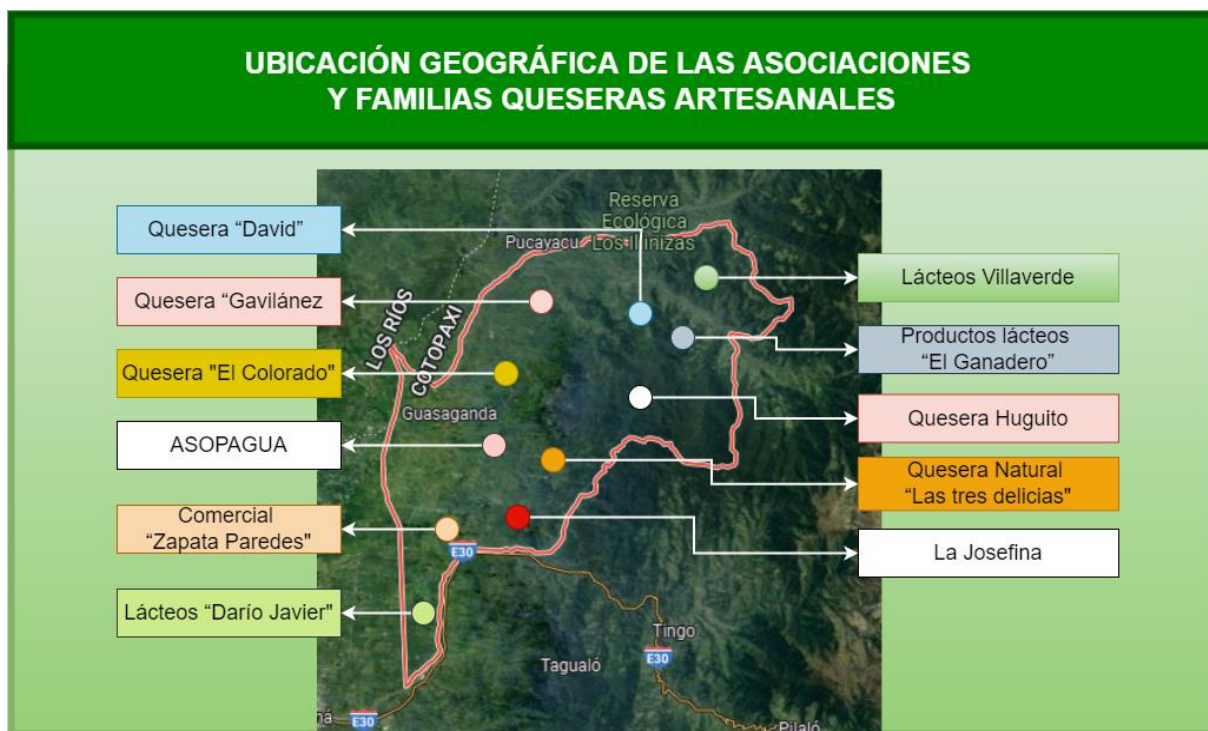 UBICACIÓN GEOGRÁFICA DE LAS ASOCIACIONES
Y FAMILIAS QUESERAS ARTESANALES
Quesera “David”
Quesera “Gavilánez
Quesera "El Colorado"
ASOPAGUA
Comercial
“Zapata Paredes"
Lácteos “Darío Javier"
Reserva
Ecológica
Los Illinizas
Pucayacu
LOS RÍOS
COTOPAXI
Guasaganda
E30
Tingo
E30
Tagualó
ná
E30
Pilaló
Lácteos Villaverde
Productos lácteos
“El Ganadero”
Quesera Huguito
Quesera Natural
“Las tres delicias"
La Josefina